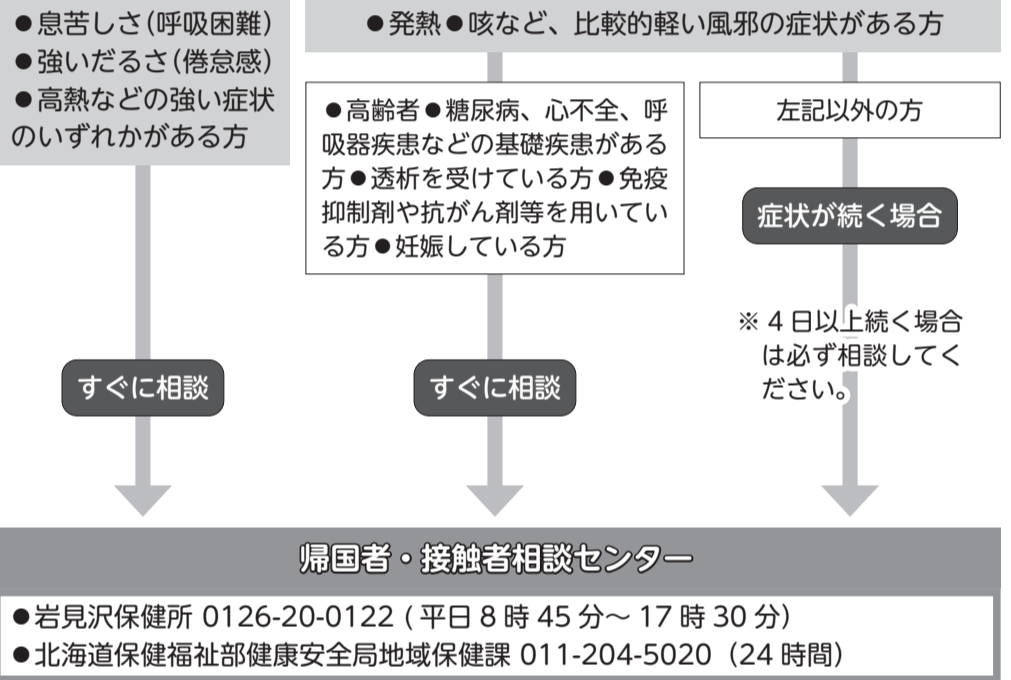 ●息苦しさ(呼吸困難)
●強いだるさ(倦怠感)
●高熱などの強い症状
のいずれかがある方
すぐに相談
●発熱●咳など、比較的軽い風邪の症状がある方
●高齢者●糖尿病、心不全、呼
吸器疾患などの基礎疾患がある
方●透析を受けている方●免疫
抑制剤や抗がん剤等を用いてい
る方●妊娠している方
すぐに相談
左記以外の方
症状が続く場合
※ 4日以上続く場合
は必ず相談してく
ださい。
帰国者・接触者相談センター
●岩見沢保健所 0126-20-0122 (平日8時45分〜17時30分)
●北海道保健福祉部健康安全局地域保健課 011-204-5020(24時間)